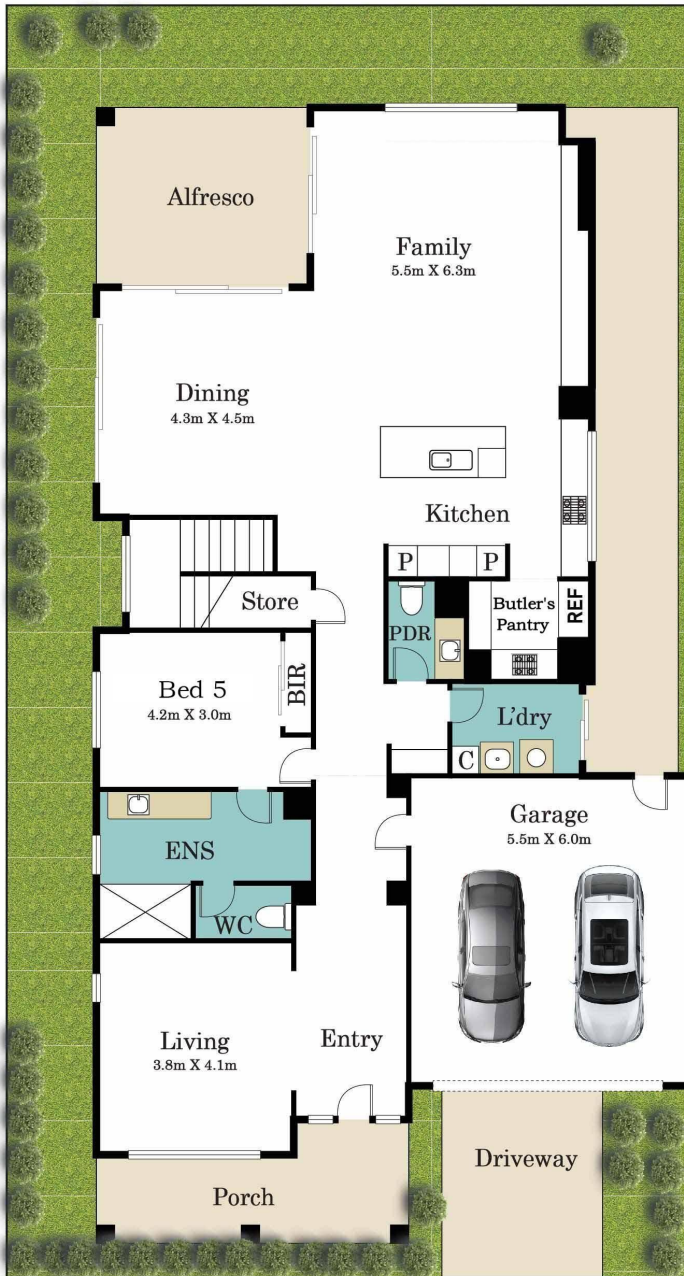 Alfresco
Family
5.5m X 6.3m
Dining
4.3m X 4.5m
Kitchen
P
P
Store
PDR
Butler's
Pantry
REF
Bed 5
4.2m X 3.0m
BIR
L'dry
C
Garage
5.5m X 6.0m
ENS
WC
Living
3.8m X 4.1m
Entry
Driveway
Porch